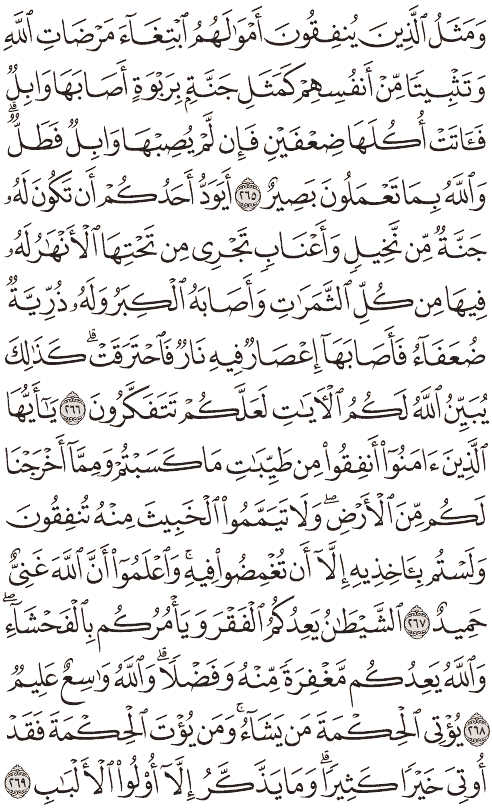 وَمَثَلُ ٱلَّذِينَ يُنفِقُونَ أَمْوَٰلَهُمُ ٱبْتِغَآءَ مَرْضَاتِ ٱللَّهِ
وَتَثْبِيتًا مِّنْ أَنفُسِهِمْ كَمَثَلِ جَنَّةٍۭ بِرَبْوَةٍ أَصَابَهَا وَابِلٌ
فَـَٔاتَتْ أُكُلَهَا ضِعْفَيْنِ فَإِن لَّمْ يُصِبْهَا وَابِلٌ فَطَلٌّ ۗ
وَٱللَّهُ بِمَا تَعْمَلُونَ بَصِيرٌ ٢٦٥ أَيَوَدُّ أَحَدُكُمْ أَن تَكُونَ لَهُۥ
جَنَّةٌ مِّن نَّخِيلٍ وَأَعْنَابٍ تَجْرِى مِن تَحْتِهَا ٱلْأَنْهَٰرُ لَهُۥ
فِيهَا مِن كُلِّ ٱلثَّمَرَٰتِ وَأَصَابَهُ ٱلْكِبَرُ وَلَهُۥ ذُرِّيَّةٌ
ضُعَفَآءُ فَأَصَابَهَآ إِعْصَارٌ فِيهِ نَارٌ فَٱحْتَرَقَتْ ۗ كَذَٰلِكَ
يُبَيِّنُ ٱللَّهُ لَكُمُ ٱلْـَٔايَٰتِ لَعَلَّكُمْ تَتَفَكَّرُونَ ٢٦٦ يَٰٓأَيُّهَا
ٱلَّذِينَ ءَامَنُوٓا۟ أَنفِقُوا۟ مِن طَيِّبَٰتِ مَا كَسَبْتُمْ وَمِمَّآ أَخْرَجْنَا
لَكُم مِّنَ ٱلْأَرْضِ ۖ وَلَا تَيَمَّمُوا۟ ٱلْخَبِيثَ مِنْهُ تُنفِقُونَ
وَلَسْتُم بِـَٔاخِذِيهِ إِلَّآ أَن تُغْمِضُوا۟ فِيهِ ۚ وَٱعْلَمُوٓا۟ أَنَّ ٱللَّهَ غَنِىٌّ
حَمِيدٌ ٢٦٧ ٱلشَّيْطَٰنُ يَعِدُكُمُ ٱلْفَقْرَ وَيَأْمُرُكُم بِٱلْفَحْشَآءِ ۖ
وَٱللَّهُ يَعِدُكُم مَّغْفِرَةً مِّنْهُ وَفَضْلًا ۗ وَٱللَّهُ وَٰسِعٌ عَلِيمٌ
٢٦٨ يُؤْتِى ٱلْحِكْمَةَ مَن يَشَآءُ ۚ وَمَن يُؤْتَ ٱلْحِكْمَةَ فَقَدْ
أُوتِىَ خَيْرًا كَثِيرًا ۗ وَمَا يَذَّكَّرُ إِلَّآ أُو۟لُوا۟ ٱلْأَلْبَٰبِ ٢٦٩